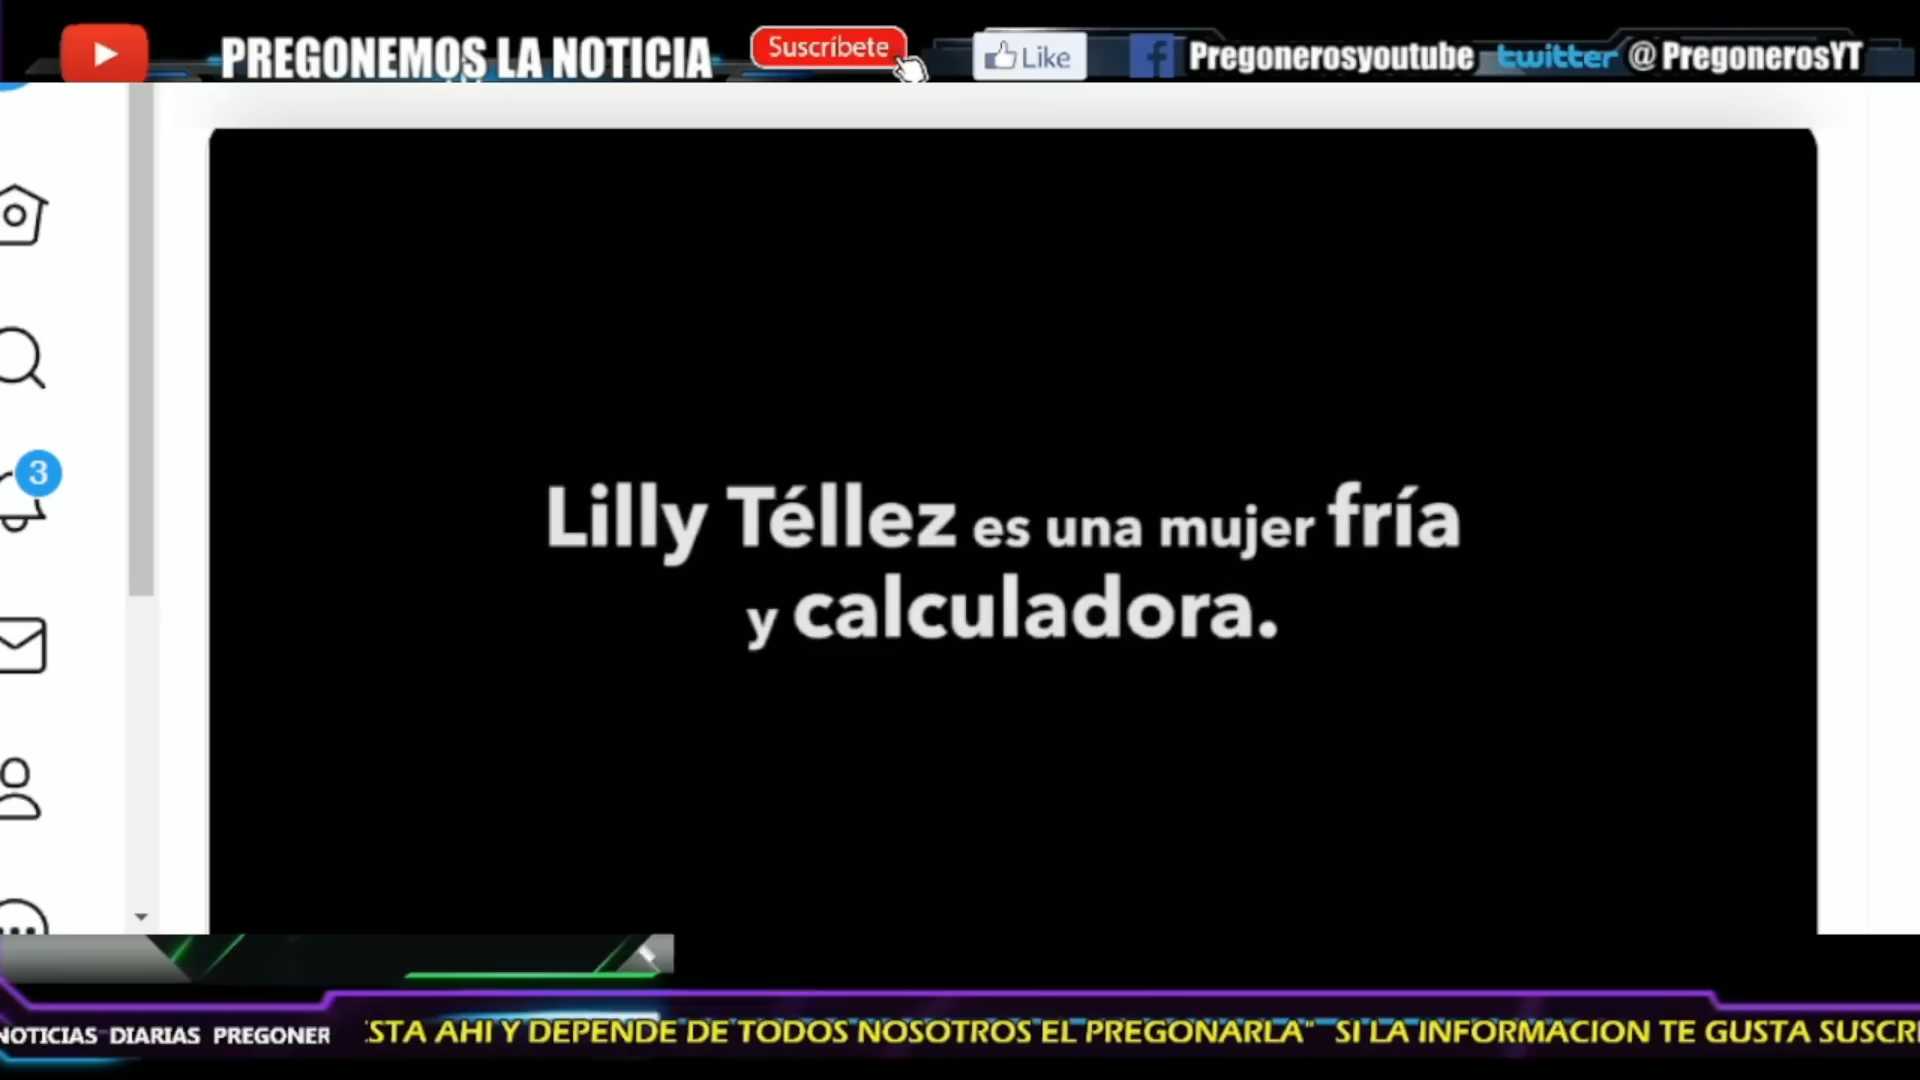 PREGONEMOS LA NOTICIA
Suscríbete
Like
Pregonerosyoutube
twitter @PregonerosYT
3
Lilly Téllez es una mujer fría
y calculadora.
NOTICIAS DIARIAS PREGONER
STA AHI Y DEPENDE DE TODOS NOSOTROS EL PREGONARLA" SI LA INFORMACION TE GUSTA SUSCRI